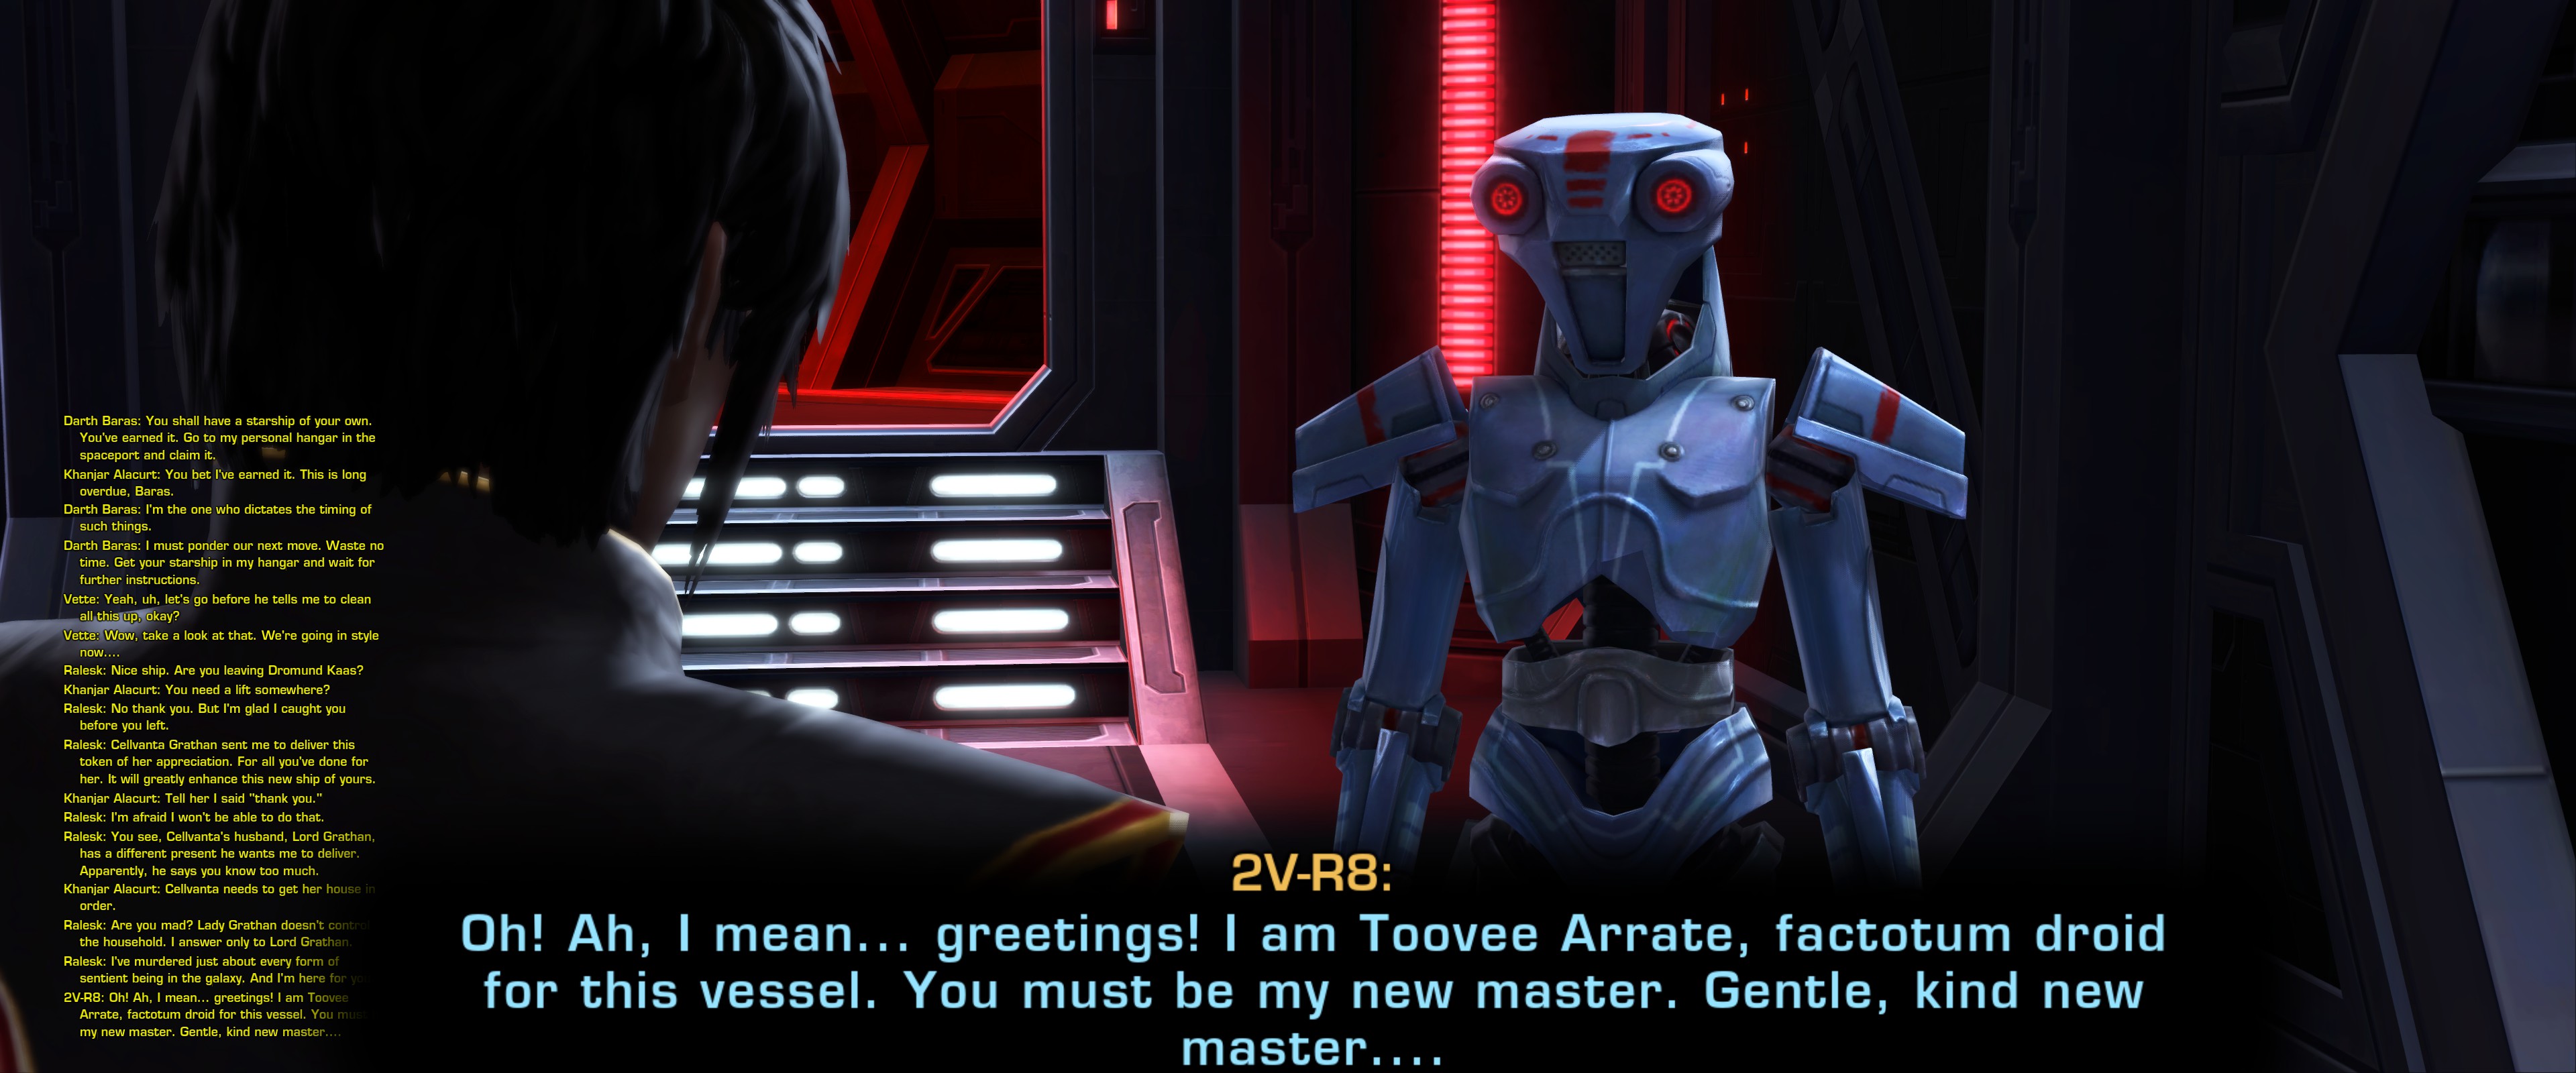 Darth Baras: You shall have a starship of your own.
You've earned it. Go to my personal hangar in the
spaceport and claim it.
Khanjar Alacurt: You bet I've earned it. This is long
overdue, Baras.
Darth Baras: I'm the one who dictates the timing of
such things.
Darth Baras: I must ponder our next move. Waste no
time. Get your starship in my hangar and wait for
further instructions.
Vette: Yeah, uh, let's go before he tells me to clean
all this up, okay?
Vette: Wow, take a look at that. We're going in style
now....
Ralesk: Nice ship. Are you leaving Dromund Kaas?
Khanjar Alacurt: You need a lift somewhere?
Ralesk: No thank you. But I'm glad I caught you
before you left.
Ralesk: Cellvanta Grathan sent me to deliver this
token of her appreciation. For all you've done for
her. It will greatly enhance this new ship of yours.
Khanjar Alacurt: Tell her I said "thank you."
Ralesk: I'm afraid I won't be able to do that.
Ralesk: You see, Cellvanta's husband, Lord Grathan,
has a different present he wants me to deliver.
Apparently, he says you know too much.
Khanjar Alacurt: Cellvanta needs to get her house in
order.
Ralesk: Are you mad? Lady Grathan doesn't control
the household. I answer only to Lord Grathan.
Ralesk: I've murdered just about every form of
sentient being in the galaxy. And I'm here for you
2V-R8: Oh! Ah, I mean... greetings! I am Toovee
Arrate, factotum droid for this vessel. You must
my new master. Gentle, kind new master....
2V-R8:
Oh! Ah, I mean... greetings! I am Toovee Arrate, factotum droid
for this vessel. You must be my new master. Gentle, kind new
master....